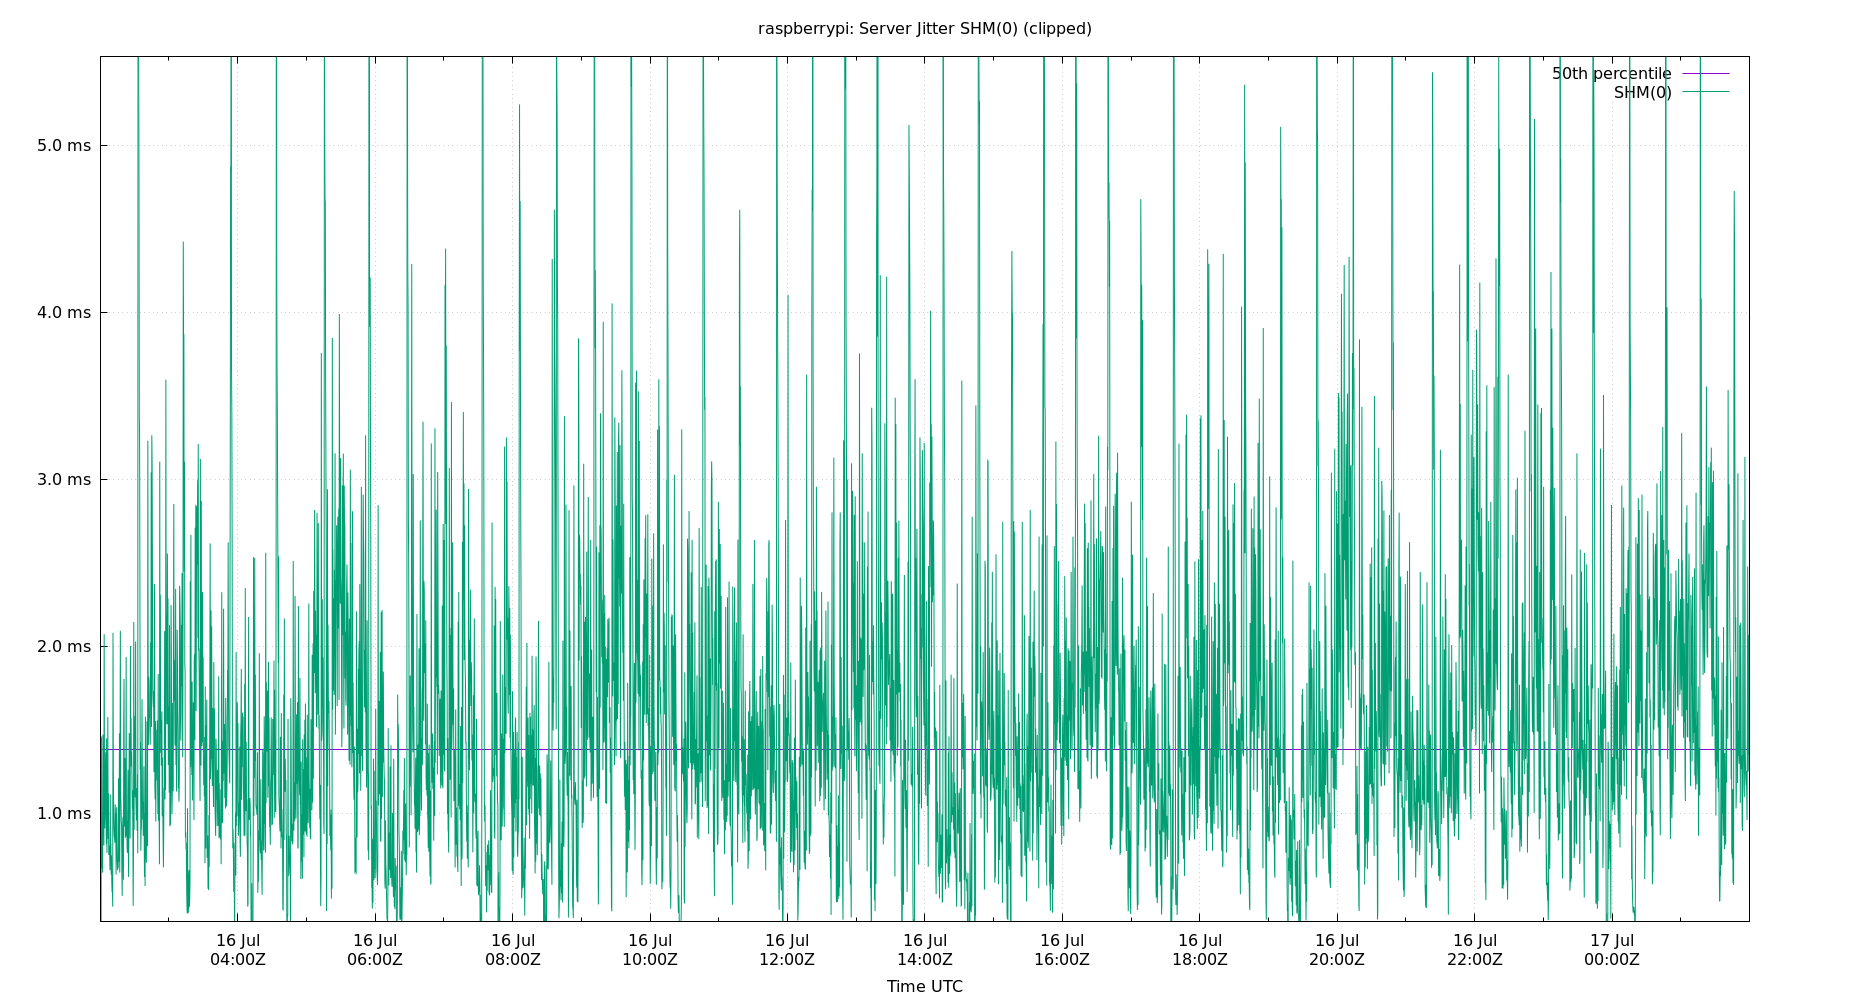 raspberrypi: Server Jitter SHM(0) (clipped)
50th percentile
SHM(0)
5.0 ms
4.0 ms
3.0 ms
2.0 ms
1.0 ms
16 Jul 16 Jul 16 Jul 16 Jul 16 Jul 16 Jul 16 Jul 16 Jul 16 Jul 16 Jul 17 Jul
04:00Z 06:00Z 08:00Z 10:00Z 12:00Z 14:00Z 16:00Z 18:00Z 20:00Z 22:00Z 00:00Z
Time UTC